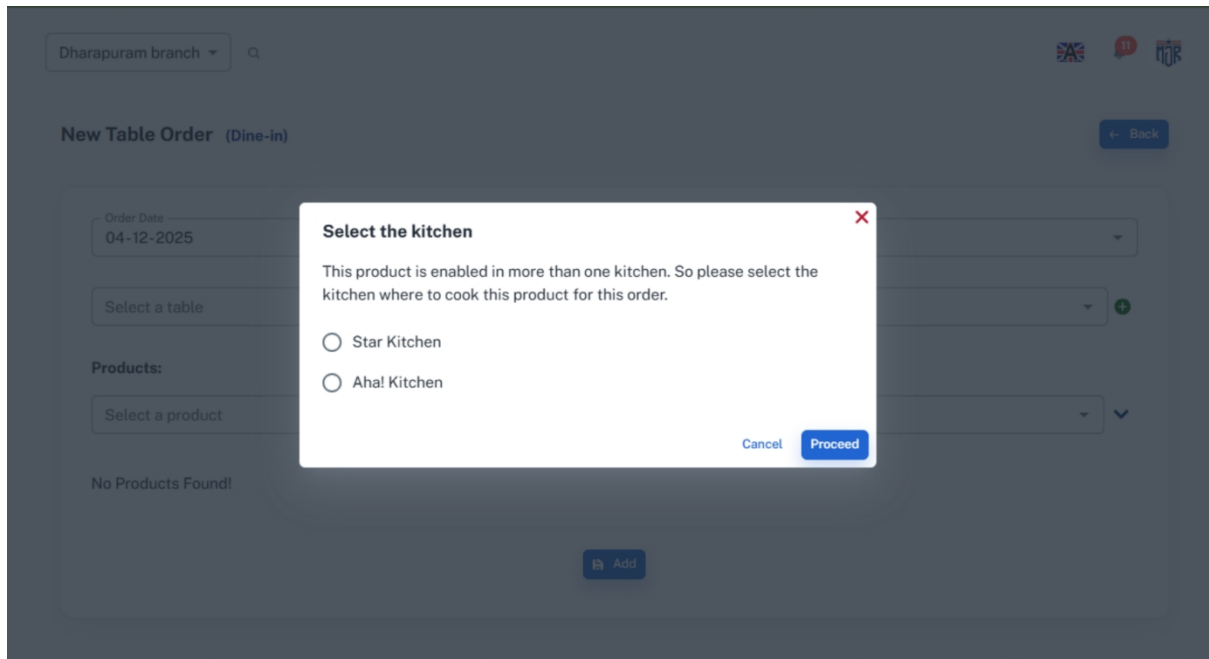 Dharapuram branch
11
MJR
New Table Order (Dine-in)
← Back
Order Date
04-12-2025
Select the kitchen
This product is enabled in more than one kitchen. So please select the
kitchen where to cook this product for this order.
Select a table
Star Kitchen
Products:
Aha! Kitchen
Select a product
Cancel
Proceed
No Products Found!
Add